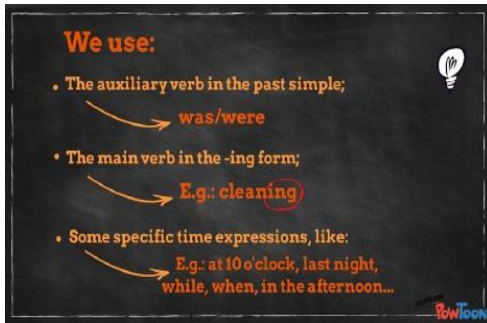 We use:
• The auxiliary verb in the past simple;
was/were
• The main verb in the -ing form;
E.g.: cleaning
• Some specific time expressions, like:
E.g.: at 10 o'clock, last night,
while, when, in the afternoon...
POWTOON